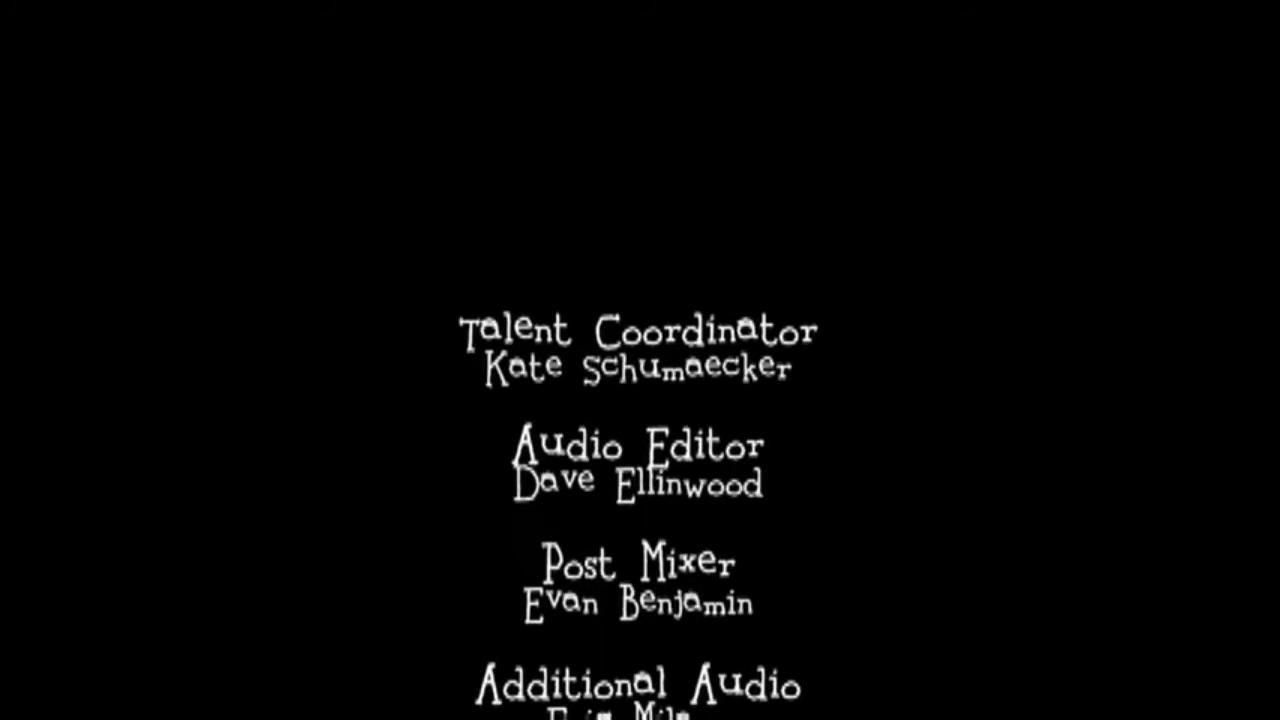 Talent Coordinator
Kate Schumaecker
Audio Editor
Dave Ellinwood
Post Mixer
Evan Benjamin
Additional Audio